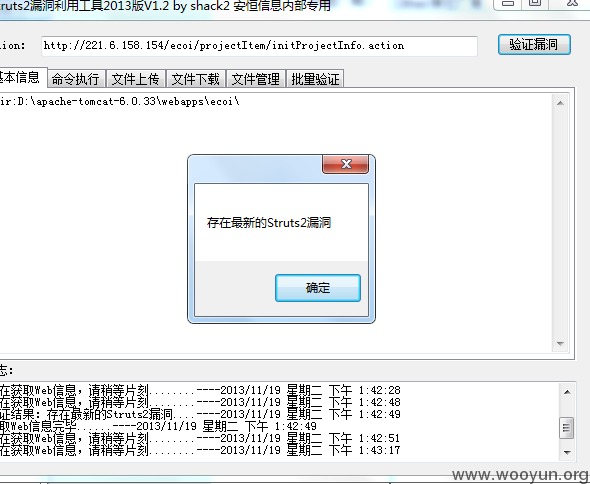 truts2漏洞利用工具2013版V1.2 by shack2 安恒信息内部专用
ion:
http://221.6.158.154/ecoi/projectItem/initProjectInfo.action
验证漏洞
基本信息 命令执行 文件上传 文件下载 文件管理 批量验证
ir:D:\apache-tomcat-6.0.33\webapps\ecoi\
存在最新的Struts2漏洞
确定
志:
在获取Web信息，请稍等片刻........----2013/11/19 星期二 下午 1:42:28
在获取Web信息，请稍等片刻........----2013/11/19 星期二 下午 1:42:48
证结果: 存在最新的Struts2漏洞....----2013/11/19 星期二 下午 1:42:49
取Web信息完毕......----2013/11/19 星期二 下午 1:42:49
在获取Web信息，请稍等片刻........----2013/11/19 星期二 下午 1:42:51
在获取Web信息，请稍等片刻........----2013/11/19 星期二 下午 1:43:17
www.wooyun.org